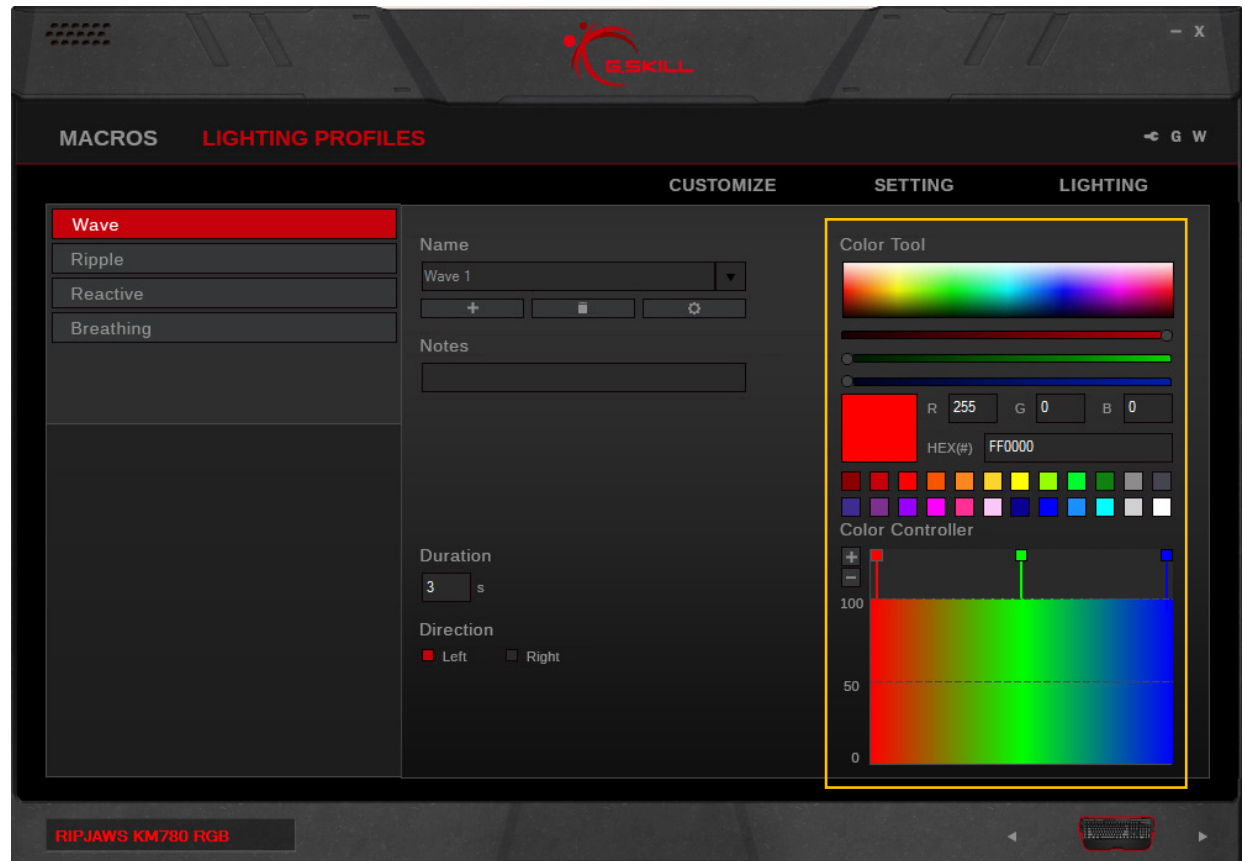 G.SKILL
- X
MACROS LIGHTING PROFILES
G W
CUSTOMIZE SETTING LIGHTING
Wave
Ripple
Reactive
Breathing
Name
Wave 1
+
Notes
Duration
3 s
Direction
Left Right
Color Tool
R 255 G 0 B 0
HEX(#) FF0000
Color Controller
+
-
100
50
0
RIPJAWS KM780 RGB